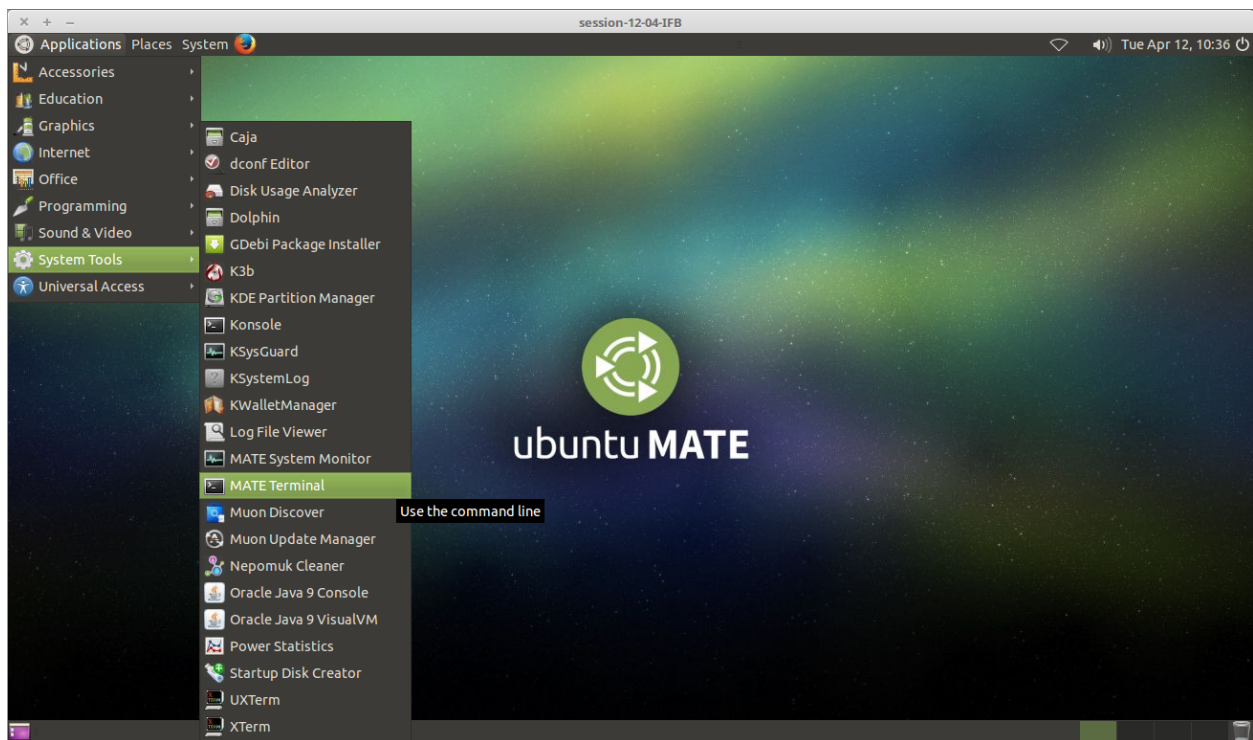 session-12-04-IFB
Applications Places System
Tue Apr 12, 10:36
Accessories
Education
Graphics
Internet
Office
Programming
Sound & Video
System Tools
Universal Access
Caja
dconf Editor
Disk Usage Analyzer
Dolphin
GDebi Package Installer
K3b
KDE Partition Manager
Konsole
KSysGuard
KSystemLog
KWalletManager
Log File Viewer
MATE System Monitor
MATE Terminal
Muon Discover
Muon Update Manager
Nepomuk Cleaner
Oracle Java 9 Console
Oracle Java 9 VisualVM
Power Statistics
Startup Disk Creator
UXTerm
XTerm
Use the command line
ubuntu MATE